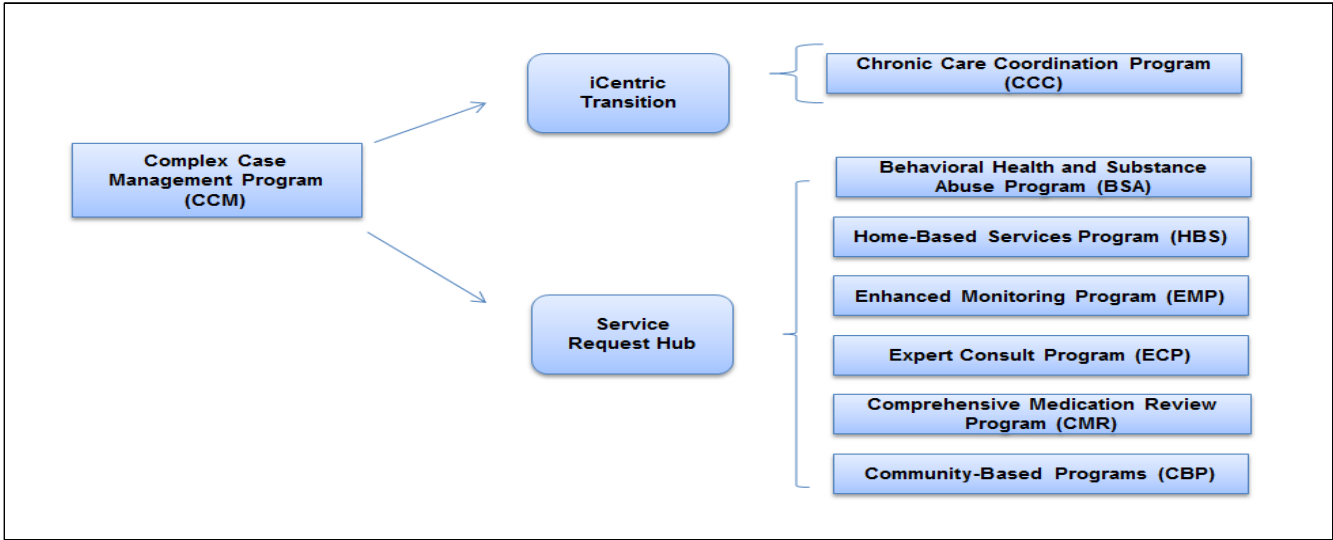 Complex Case
Management Program
(CCM)
iCentric
Transition
Service
Request Hub
Chronic Care Coordination Program
(CCC)
Behavioral Health and Substance
Abuse Program (BSA)
Home-Based Services Program (HBS)
Enhanced Monitoring Program (EMP)
Expert Consult Program (ECP)
Comprehensive Medication Review
Program (CMR)
Community-Based Programs (CBP)